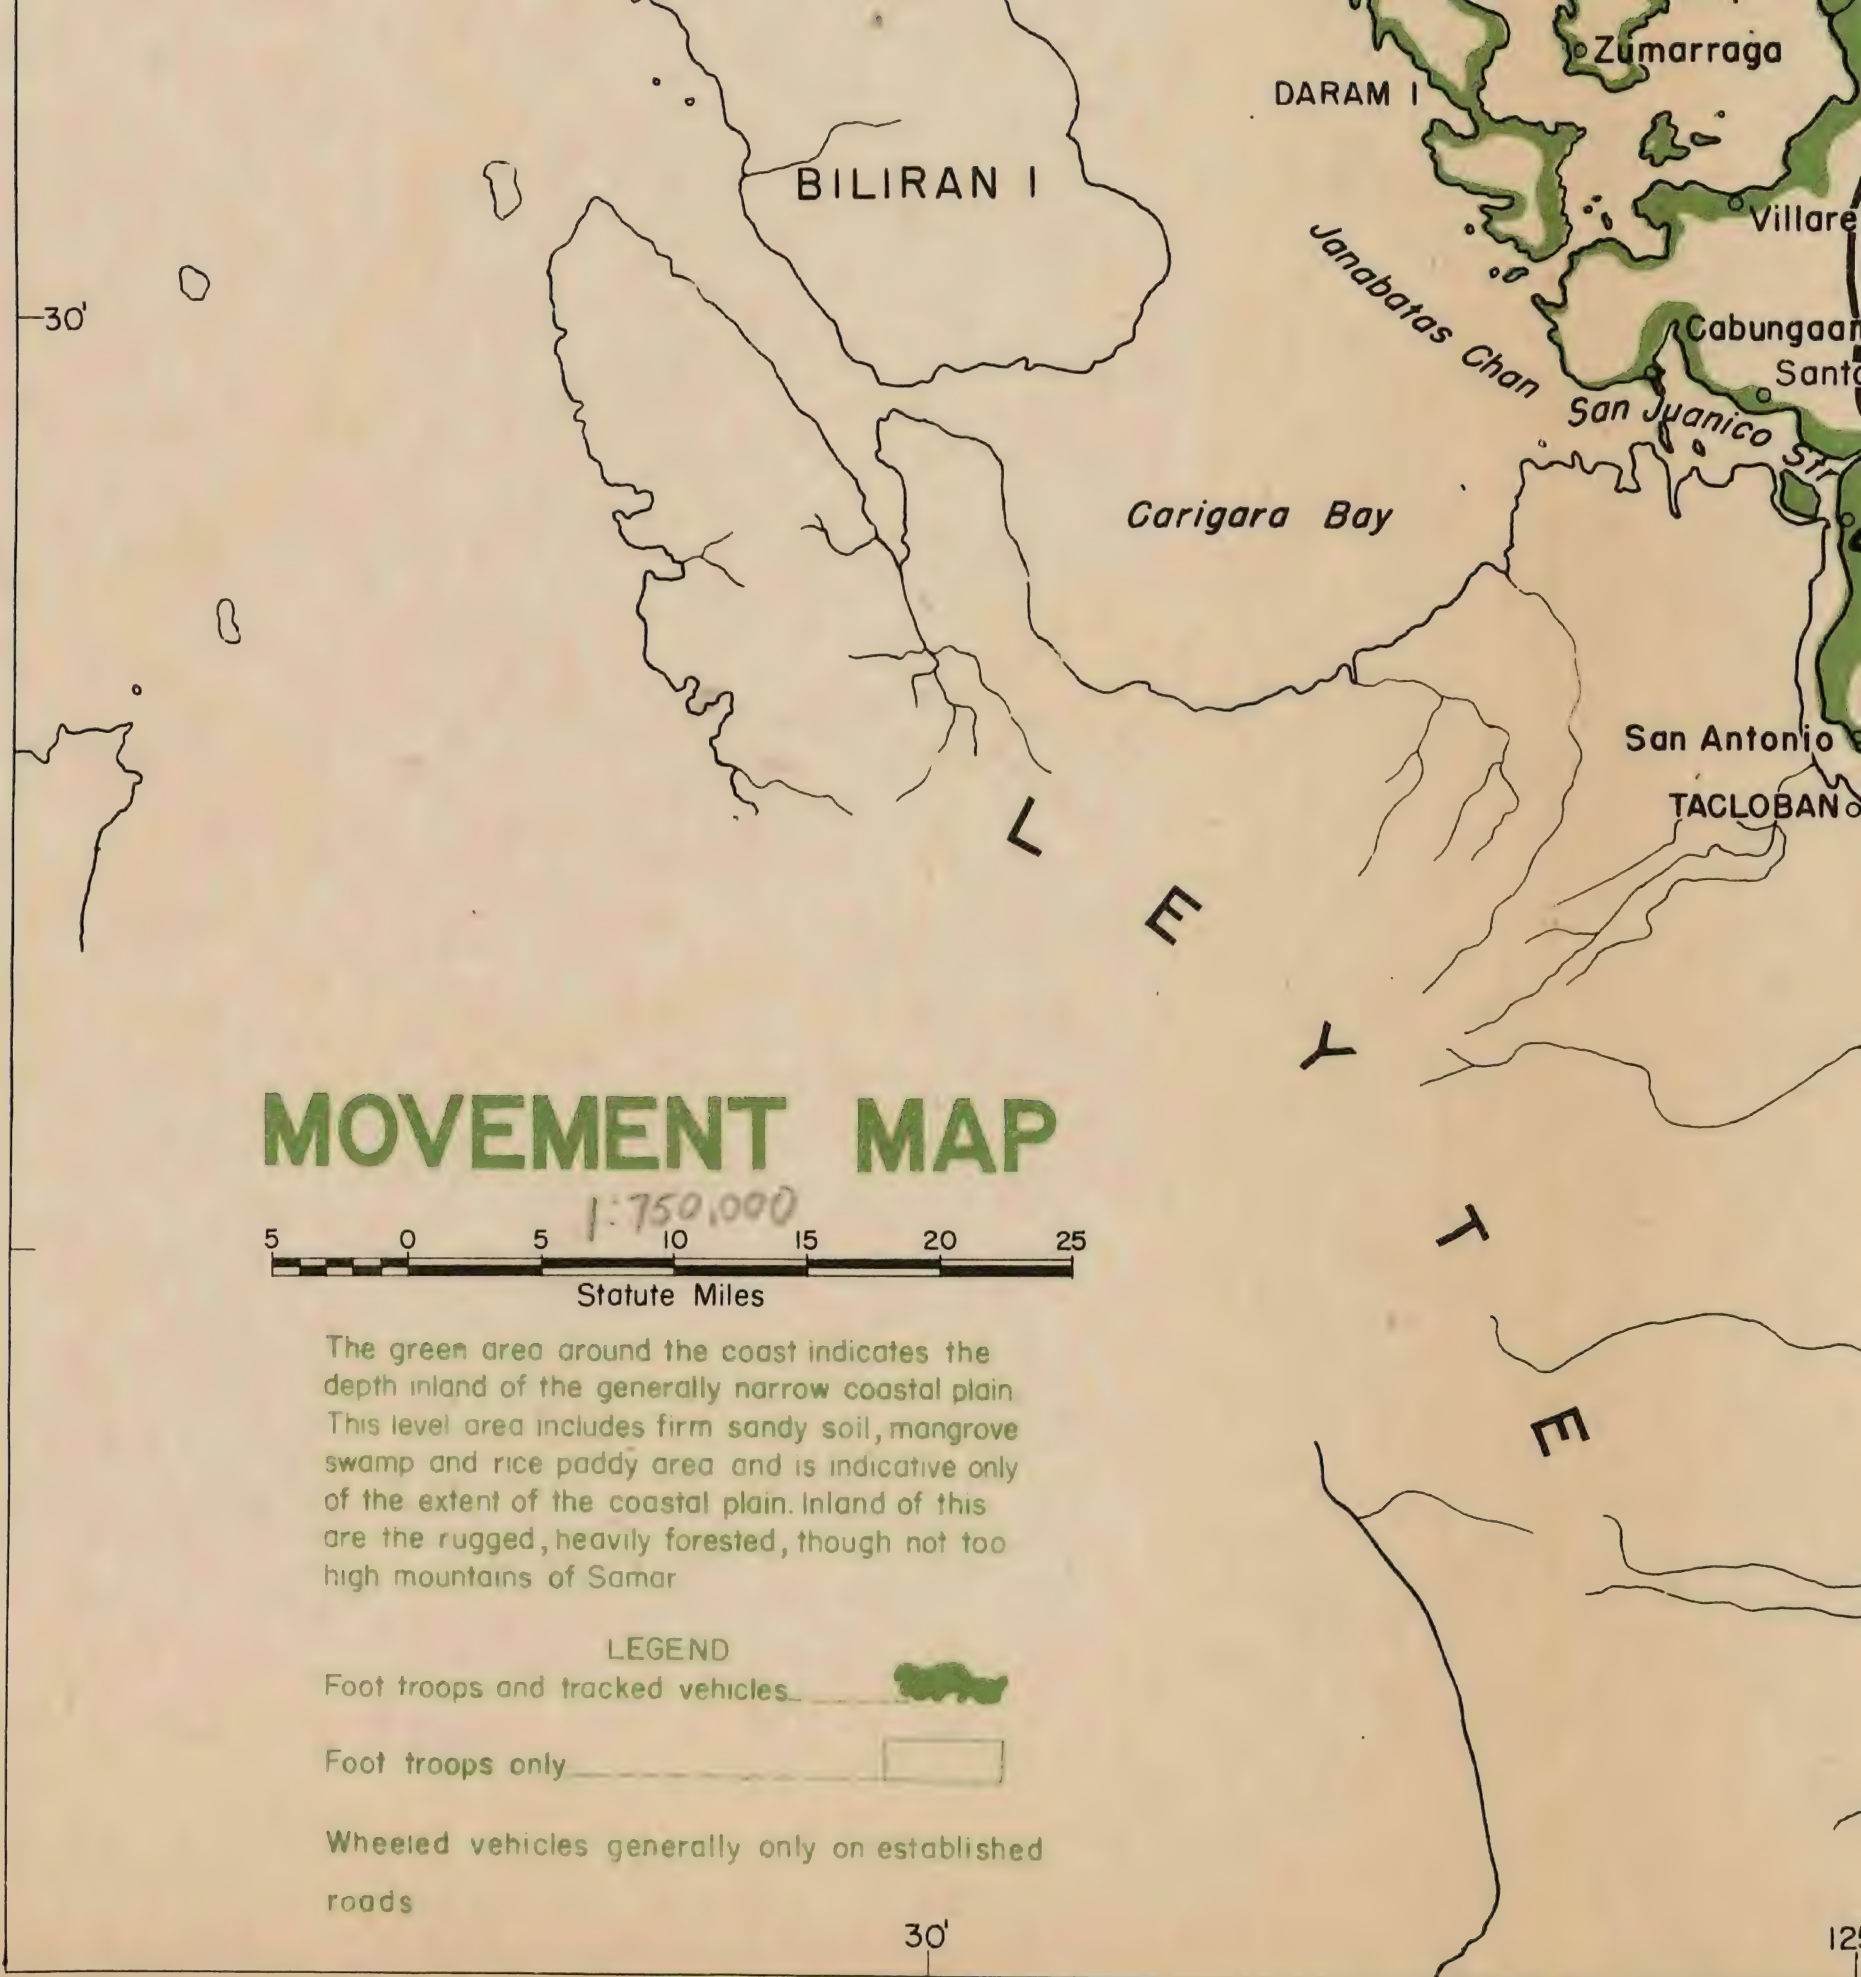 Zumarraga
DARAM I
BILIRAN I
Villare
Janabatas Chan
30'
Cabungaan
Santa
San Juanico Str
Carigara Bay
San Antonio
TACLOBAN
LEYTE
MOVEMENT MAP
1:750,000
5 0 5 10 15 20 25
Statute Miles
The green area around the coast indicates the
depth inland of the generally narrow coastal plain
This level area includes firm sandy soil, mangrove
swamp and rice paddy area and is indicative only
of the extent of the coastal plain. Inland of this
are the rugged, heavily forested, though not too
high mountains of Samar
LEGEND
Foot troops and tracked vehicles
Foot troops only
Wheeled vehicles generally only on established
roads
30'